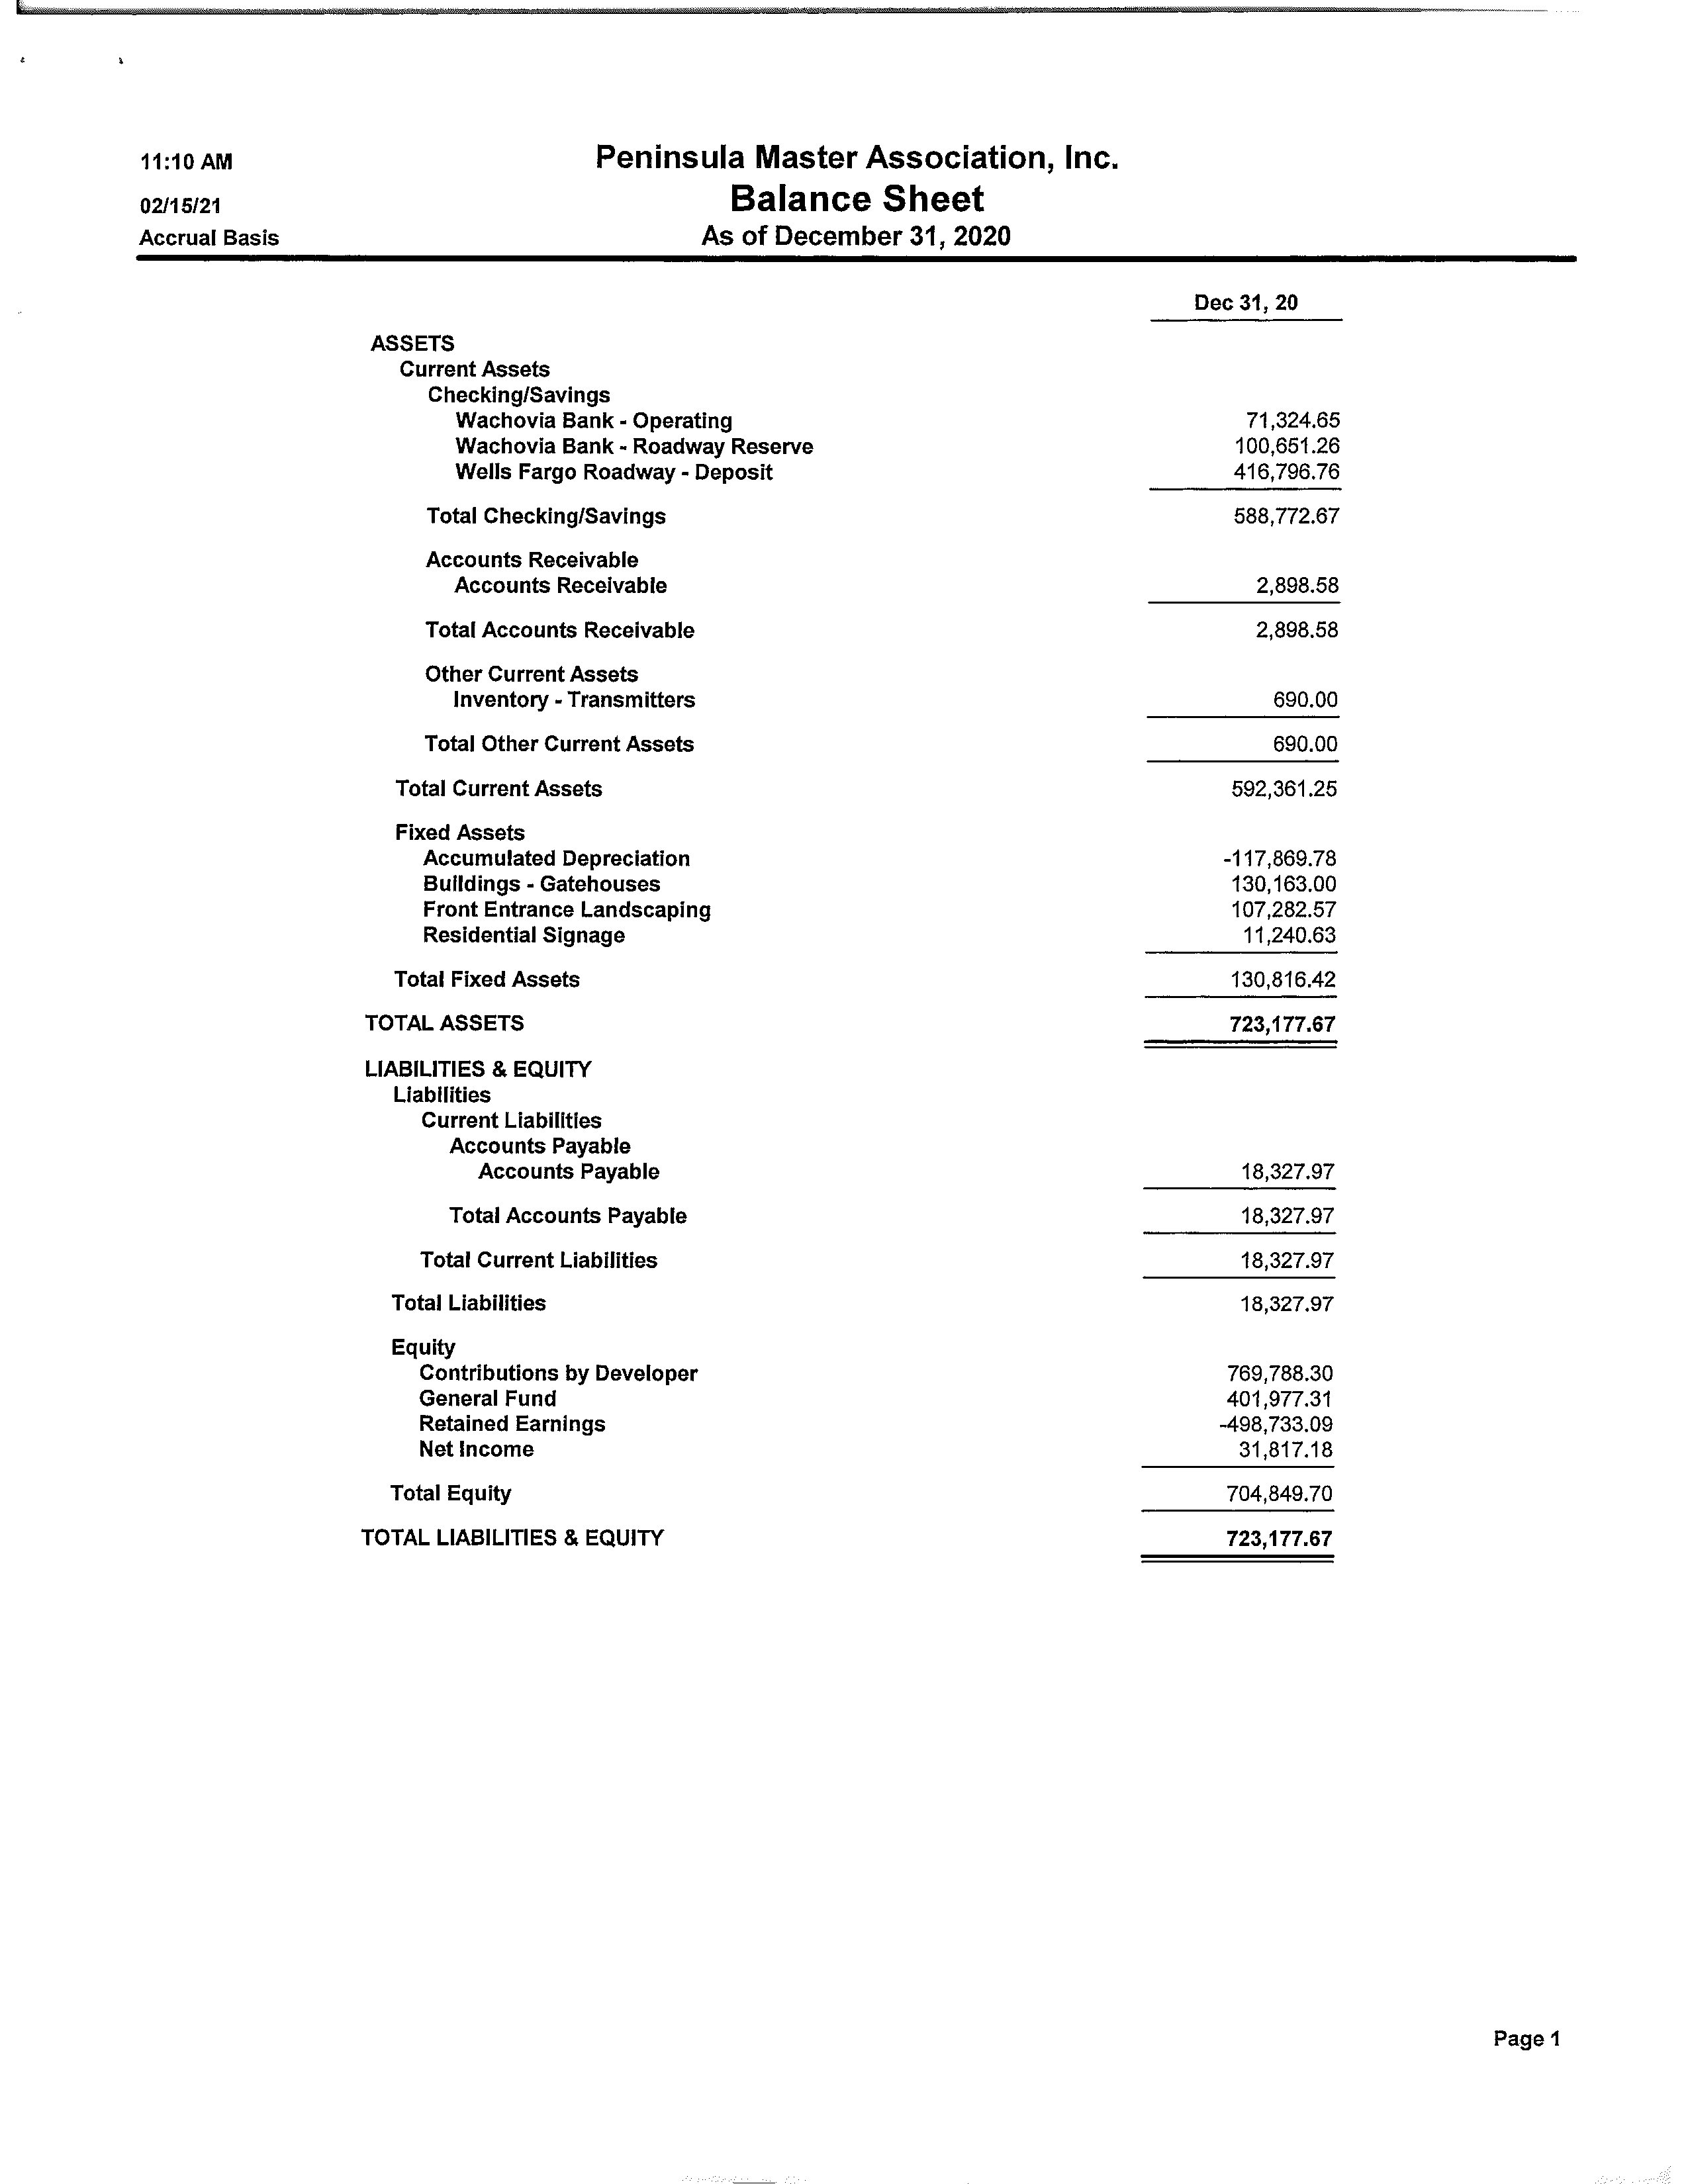 11:10 AM
02/15/21
Accrual Basis
Peninsula Master Association, Inc.
Balance Sheet
As of December 31, 2020
Dec 31, 20
ASSETS
Current Assets
Checking/Savings
Wachovia Bank - Operating 71,324.65
Wachovia Bank - Roadway Reserve 100,651.26
Wells Fargo Roadway - Deposit 416,796.76
Total Checking/Savings 588,772.67
Accounts Receivable
Accounts Receivable 2,898.58
Total Accounts Receivable 2,898.58
Other Current Assets
Inventory - Transmitters 690.00
Total Other Current Assets 690.00
Total Current Assets 592,361.25
Fixed Assets
Accumulated Depreciation -117,869.78
Buildings - Gatehouses 130,163.00
Front Entrance Landscaping 107,282.57
Residential Signage 11,240.63
Total Fixed Assets 130,816.42
TOTAL ASSETS 723,177.67
LIABILITIES & EQUITY
Liabilities
Current Liabilities
Accounts Payable
Accounts Payable 18,327.97
Total Accounts Payable 18,327.97
Total Current Liabilities 18,327.97
Total Liabilities 18,327.97
Equity
Contributions by Developer 769,788.30
General Fund 401,977.31
Retained Earnings -498,733.09
Net Income 31,817.18
Total Equity 704,849.70
TOTAL LIABILITIES & EQUITY 723,177.67
Page 1